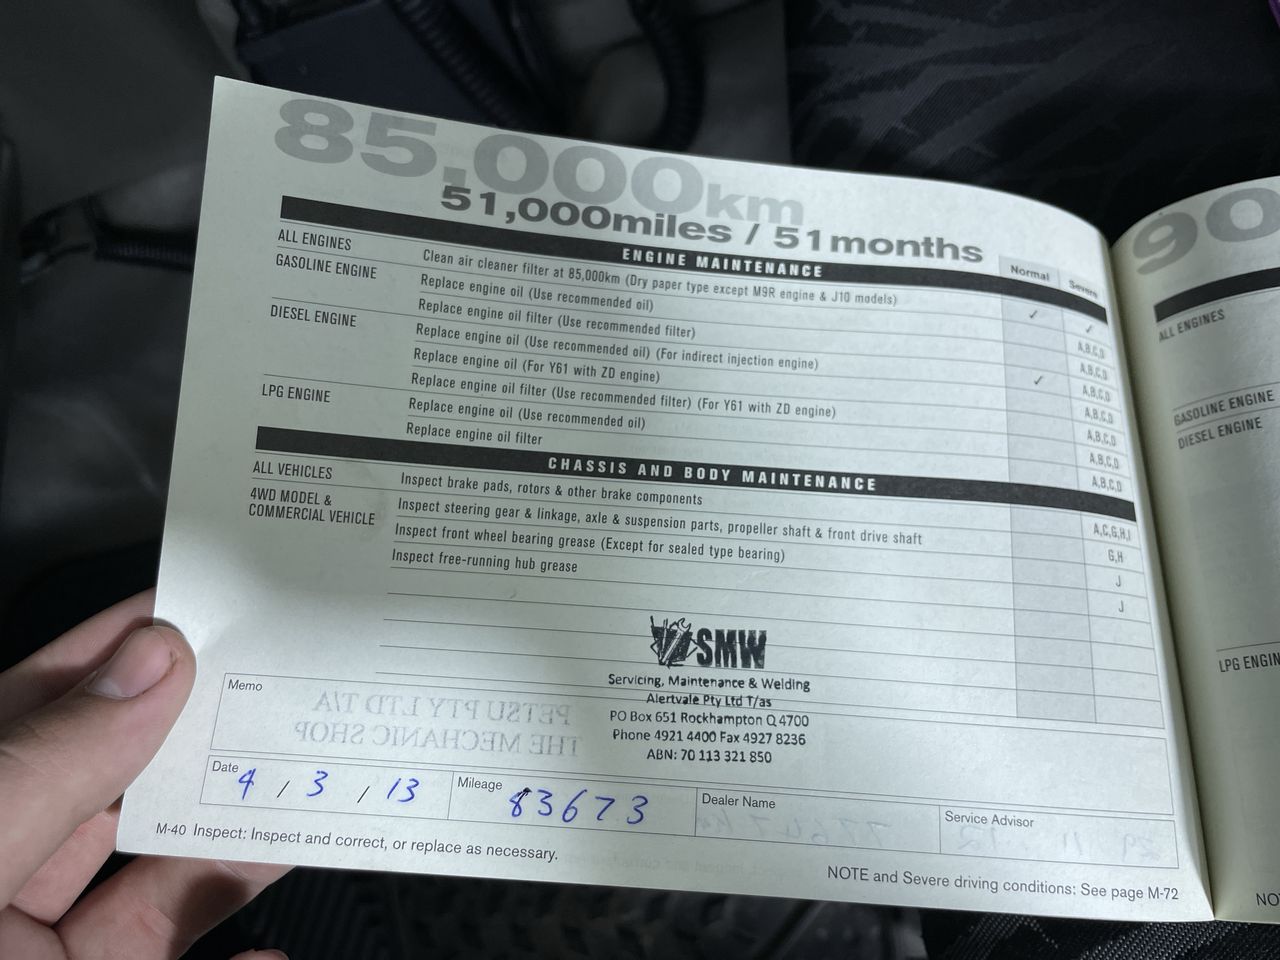 85,000km
51,000miles / 51months
ENGINE MAINTENANCE
Normal Severe
ALL ENGINES Clean air cleaner filter at 85,000km (Dry paper type except M9R engine & J10 models) ✓ ✓
GASOLINE ENGINE Replace engine oil (Use recommended oil) A,B,C,D
Replace engine oil filter (Use recommended filter) A,B,C,D
DIESEL ENGINE Replace engine oil (Use recommended oil) (For indirect injection engine) ✓ A,B,C,D
Replace engine oil (For Y61 with ZD engine) A,B,C,D
Replace engine oil filter (Use recommended filter) (For Y61 with ZD engine) A,B,C,D
LPG ENGINE Replace engine oil (Use recommended oil) A,B,C,D
Replace engine oil filter A,B,C,D
CHASSIS AND BODY MAINTENANCE
ALL VEHICLES Inspect brake pads, rotors & other brake components A,C,G,H,I
4WD MODEL & COMMERCIAL VEHICLE Inspect steering gear & linkage, axle & suspension parts, propeller shaft & front drive shaft G,H
Inspect front wheel bearing grease (Except for sealed type bearing) J
Inspect free-running hub grease J
SMW
Servicing, Maintenance & Welding
Alertvale Pty Ltd T/as
PO Box 651 Rockhampton Q 4700
Phone 4921 4400 Fax 4927 8236
ABN: 70 113 321 850
Memo
PETSU PTY LTD T/A
THE MECHANIC SHOP
Date 4 / 3 / 13 Mileage 83673 Dealer Name Service Advisor
M-40 Inspect: Inspect and correct, or replace as necessary.
NOTE and Severe driving conditions: See page M-72
90
ALL ENGINES
GASOLINE ENGINE
DIESEL ENGINE
LPG ENGIN
NO